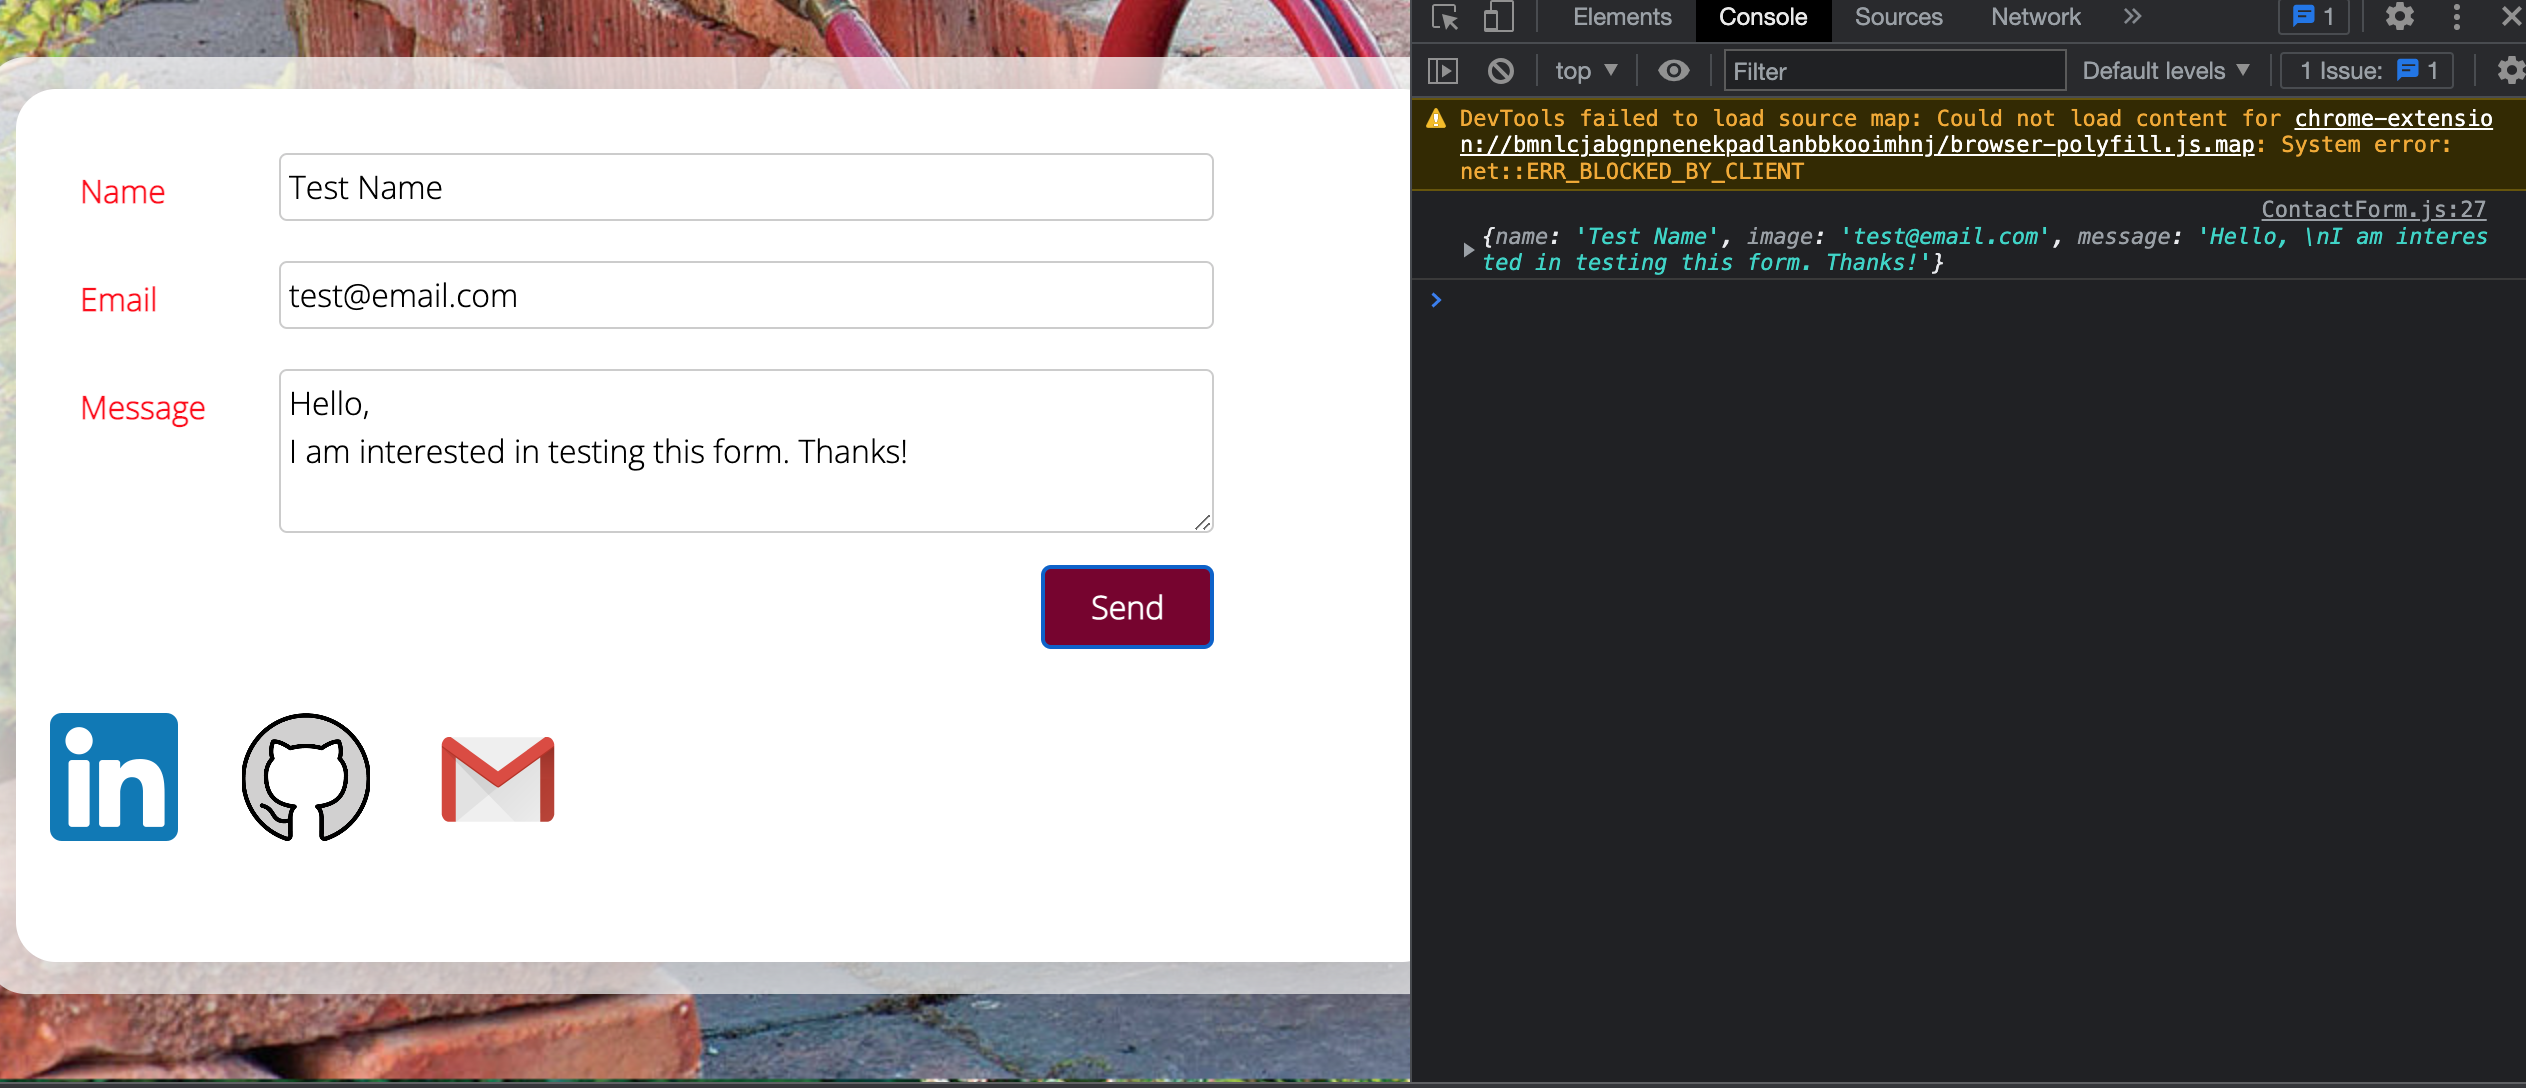 Name
Test Name
Email
test@email.com
Message
Hello,
I am interested in testing this form. Thanks!
Send
in
Elements Console Sources Network » 1
top Filter Default levels 1 Issue: 1
DevTools failed to load source map: Could not load content for chrome-extensio
n://bmnlcjabgnpnenekpadlanbbkooimhnj/browser-polyfill.js.map: System error:
net::ERR_BLOCKED_BY_CLIENT
ContactForm.js:27
{name: 'Test Name', image: 'test@email.com', message: 'Hello, \nI am interes
ted in testing this form. Thanks!'}